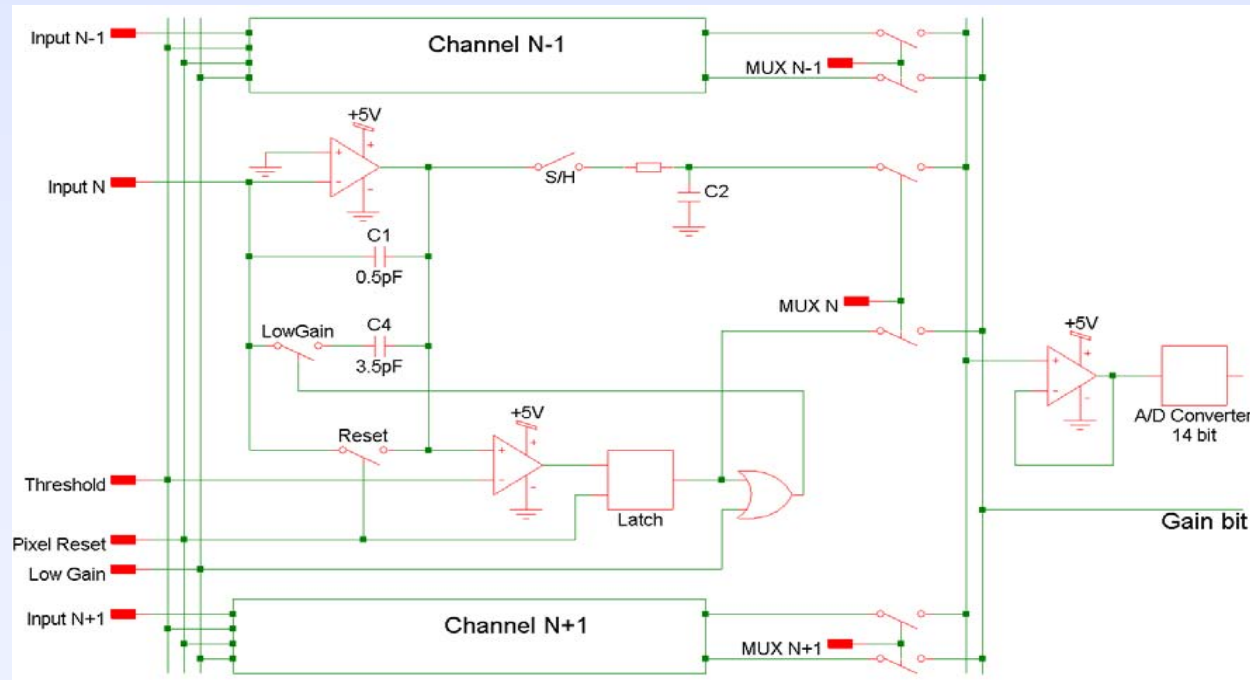 Input N-1
Channel N-1
MUX N-1
+5V
+
+
-
-
Input N
S/H
C2
C1
0.5pF
MUX N
LowGain
C4
3.5pF
+5V
+
+
-
-
A/D Converter
14 bit
+5V
+
+
-
-
Reset
Threshold
Latch
Pixel Reset
Gain bit
Low Gain
Input N+1
Channel N+1
MUX N+1